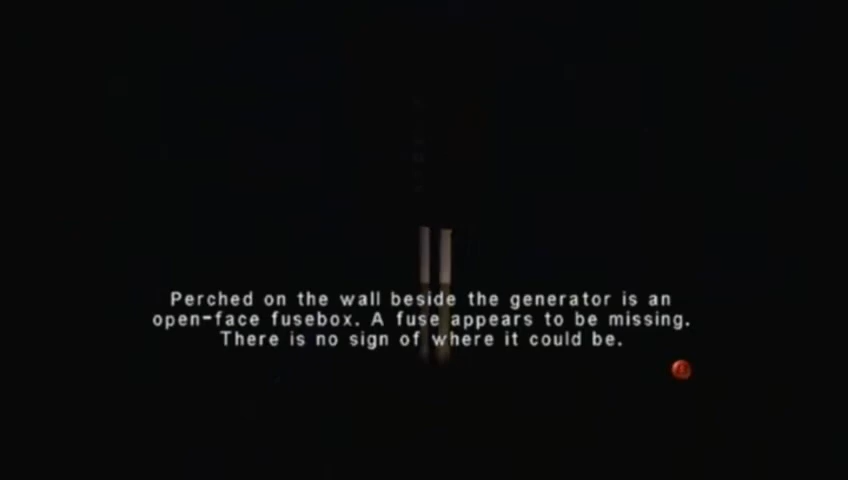 Perched on the wall beside the generator is an
open-face fusebox. A fuse appears to be missing.
There is no sign of where it could be.